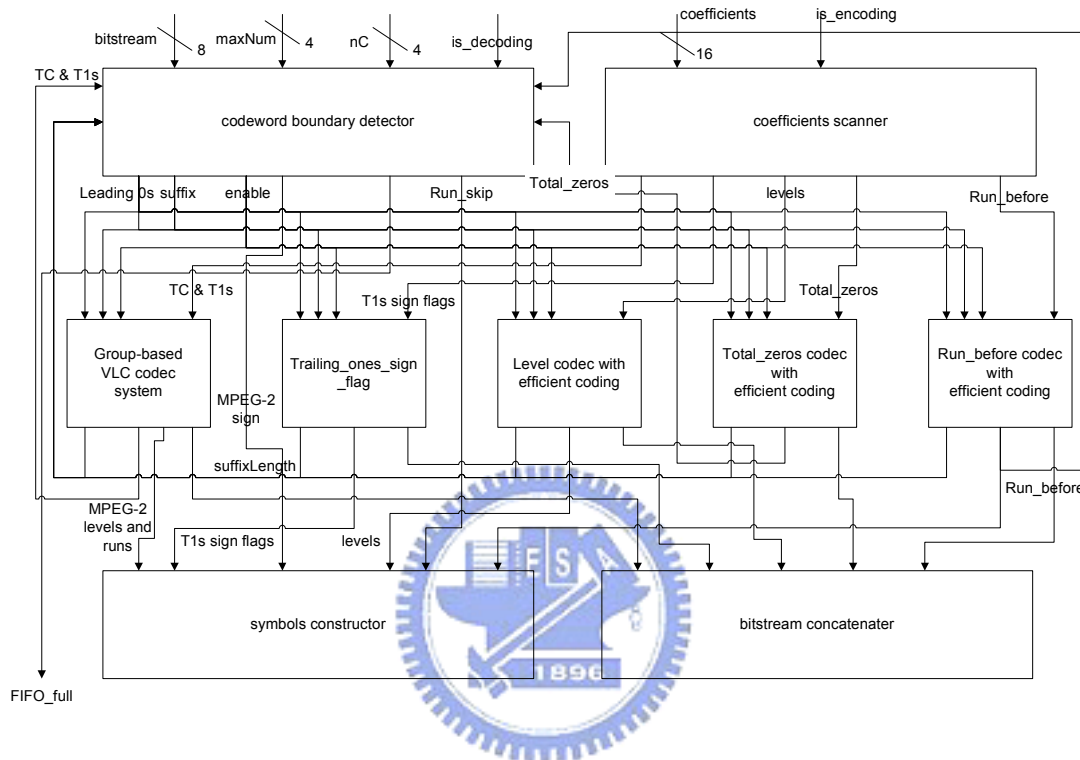 coefficients
is_encoding
bitstream
8
maxNum
4
nC
4
is_decoding
16
TC & T1s
codeword boundary detector
coefficients scanner
Leading 0s
suffix
enable
Run_skip
Total_zeros
levels
Run_before
TC & T1s
T1s sign flags
Total_zeros
Group-based
VLC codec
system
Trailing_ones_sign
_flag
Level codec with
efficient coding
Total_zeros codec
with
efficient coding
Run_before codec
with
efficient coding
MPEG-2
sign
suffixLength
MPEG-2
levels and
runs
T1s sign flags
levels
Run_before
symbols constructor
bitstream concatenater
FIFO_full
E S A
1896